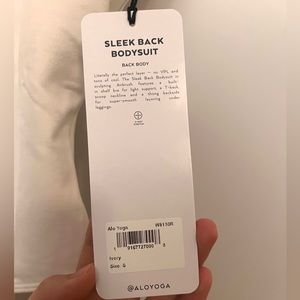 SLEEK BACK
BODYSUIT
BACK BODY
Literally the perfect layer — no VPL and
tons of cool. The Sleek Back Bodysuit in
sculpting Airbrush features a built-
in shelf bra for light support, a T-back,
scoop neckline and a thong backside
for super-smooth layering under
leggings.
Alo Yoga W9130R
Ivory
Size: S
@ALOYOGA